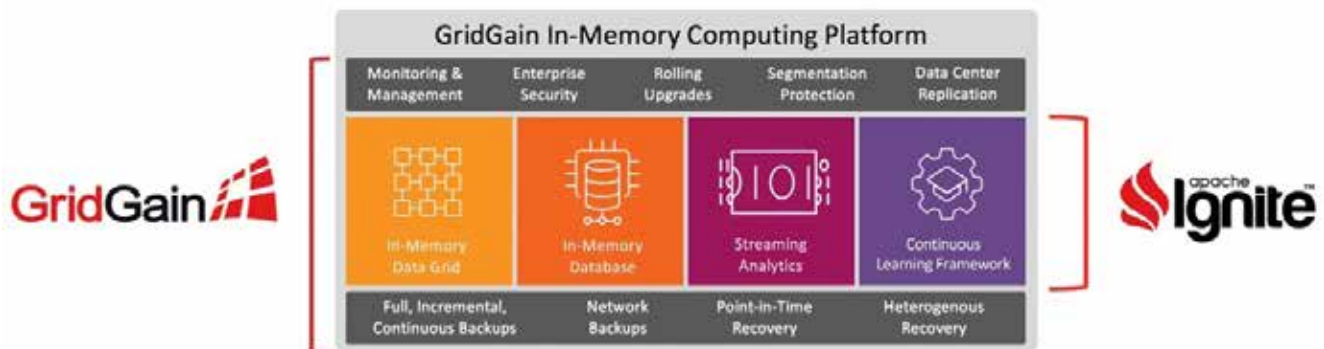 GridGain In-Memory Computing Platform
Monitoring &
Management
Enterprise
Security
Rolling
Upgrades
Segmentation
Protection
Data Center
Replication
GridGain
In-Memory
Data Grid
In-Memory
Database
Streaming
Analytics
Continuous
Learning Framework
apache
Ignite™
Full, Incremental,
Continuous Backups
Network
Backups
Point-in-Time
Recovery
Heterogenous
Recovery